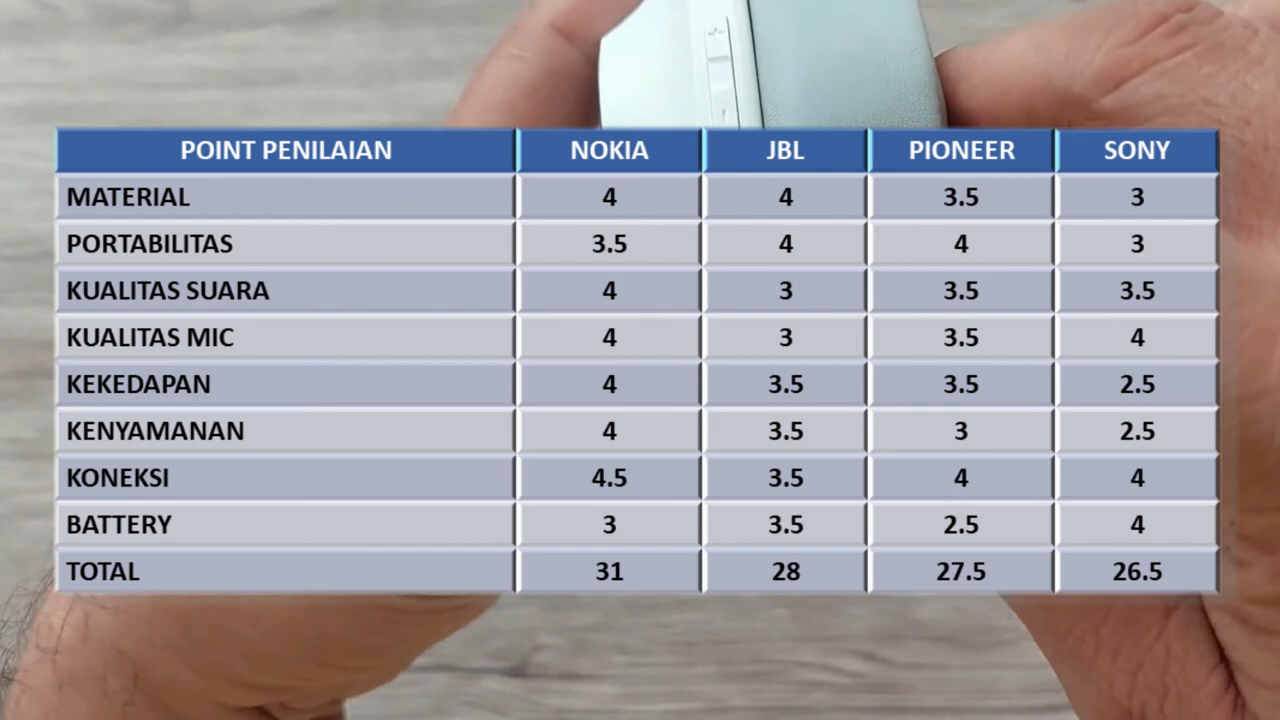 POINT PENILAIAN NOKIA JBL PIONEER SONY
MATERIAL 4 4 3.5 3
PORTABILITAS 3.5 4 4 3
KUALITAS SUARA 4 3 3.5 3.5
KUALITAS MIC 4 3 3.5 4
KEKEDAPAN 4 3.5 3.5 2.5
KENYAMANAN 4 3.5 3 2.5
KONEKSI 4.5 3.5 4 4
BATTERY 3 3.5 2.5 4
TOTAL 31 28 27.5 26.5